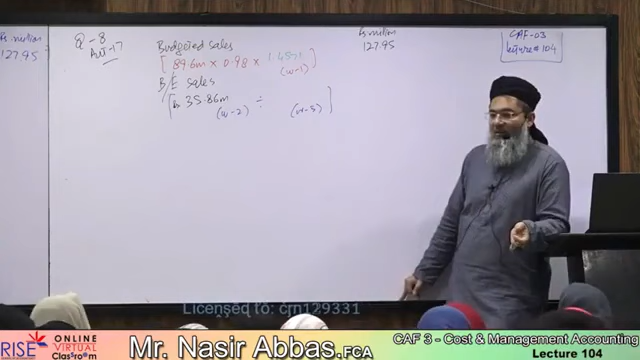 Rs.million
127.95
Q-8
Aut-17
Budgeted sales
[ 89.6m × 0.98 × 1.4571 ]
(w-1)
B/E sales
[ Rs 35.86m ÷ ]
(w-2) (w-3)
Rs.million
127.95
CAF-03
Lecture # 104
Licensed to: crn129331
RISE ONLINE VIRTUAL Classroom
Mr. Nasir Abbas,FCA
CAF 3 - Cost & Management Accounting
Lecture 104